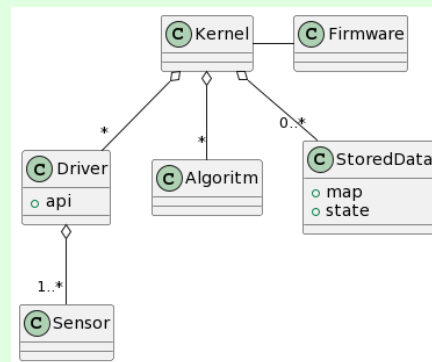 C Kernel
C Firmware
*
*
0..*
C Driver
api
C Algoritm
C StoredData
map
state
1..*
C Sensor